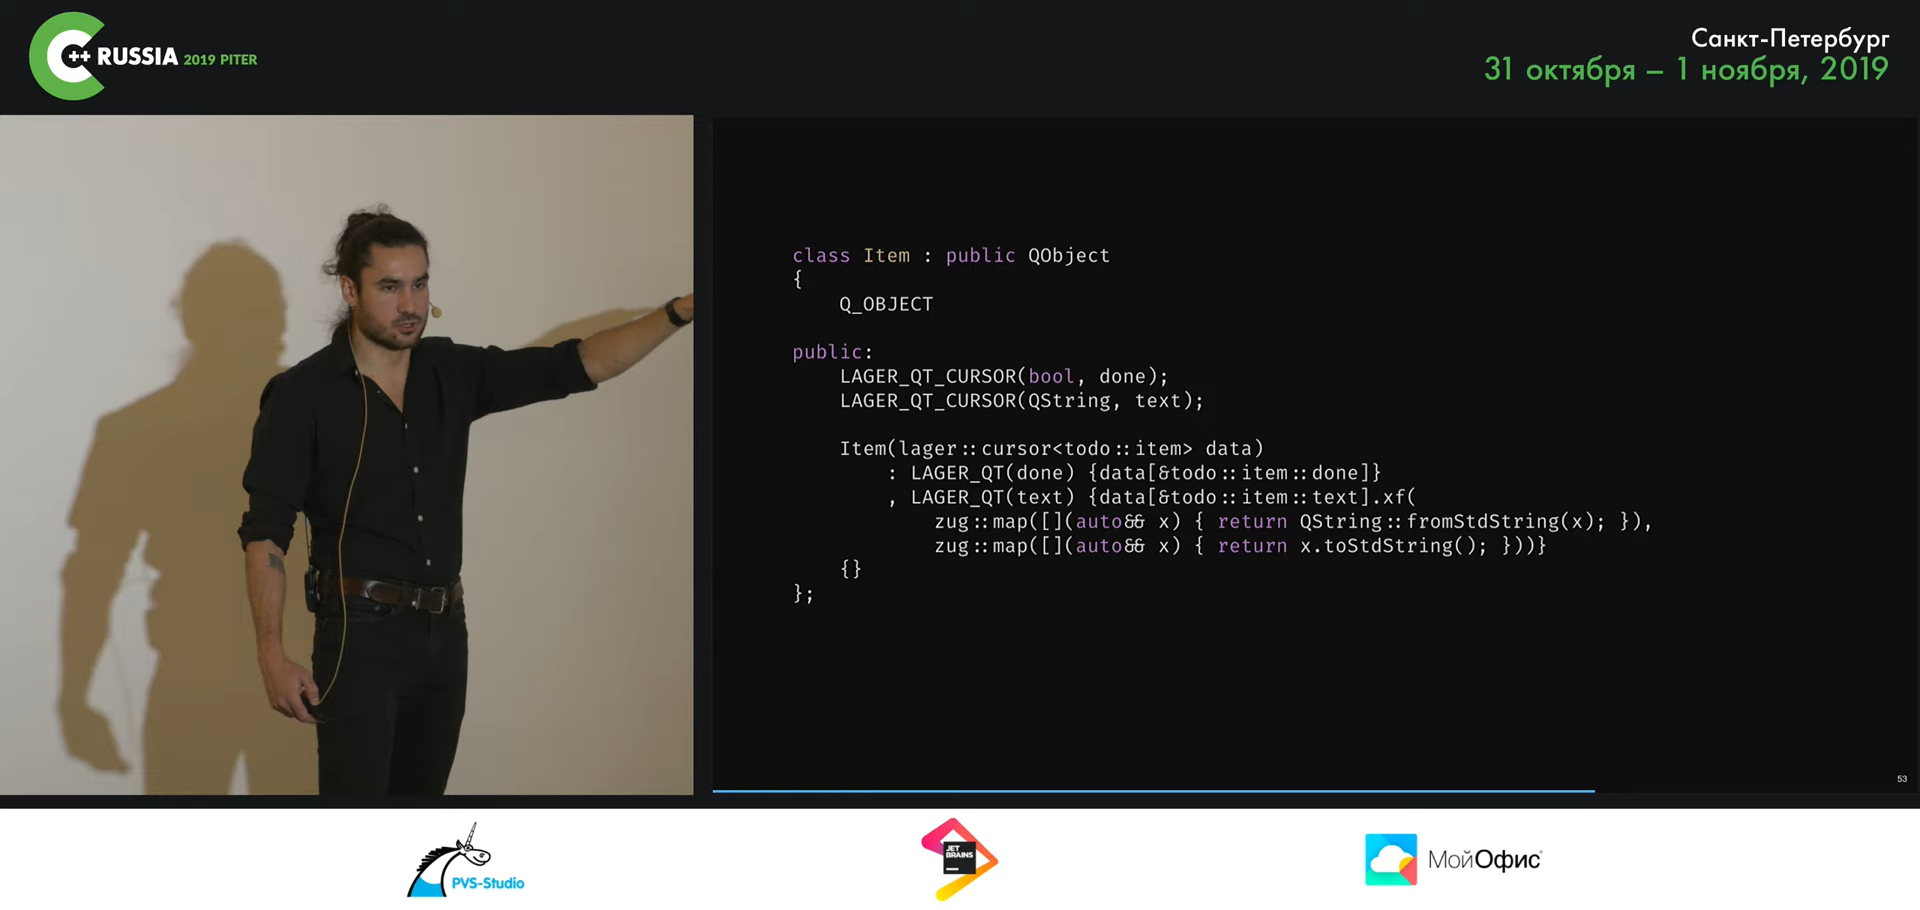 C++ RUSSIA 2019 PITER
Санкт-Петербург
31 октября – 1 ноября, 2019
class Item : public QObject
{
    Q_OBJECT
public:
    LAGER_QT_CURSOR(bool, done);
    LAGER_QT_CURSOR(QString, text);
    Item(lager::cursor<todo::item> data)
        : LAGER_QT(done) {data[&todo::item::done]}
        , LAGER_QT(text) {data[&todo::item::text].xf(
            zug::map([](auto&& x) { return QString::fromStdString(x); }),
            zug::map([](auto&& x) { return x.toStdString(); }))}
    {}
};
53
PVS-Studio
JET
BRAINS
МойОфис